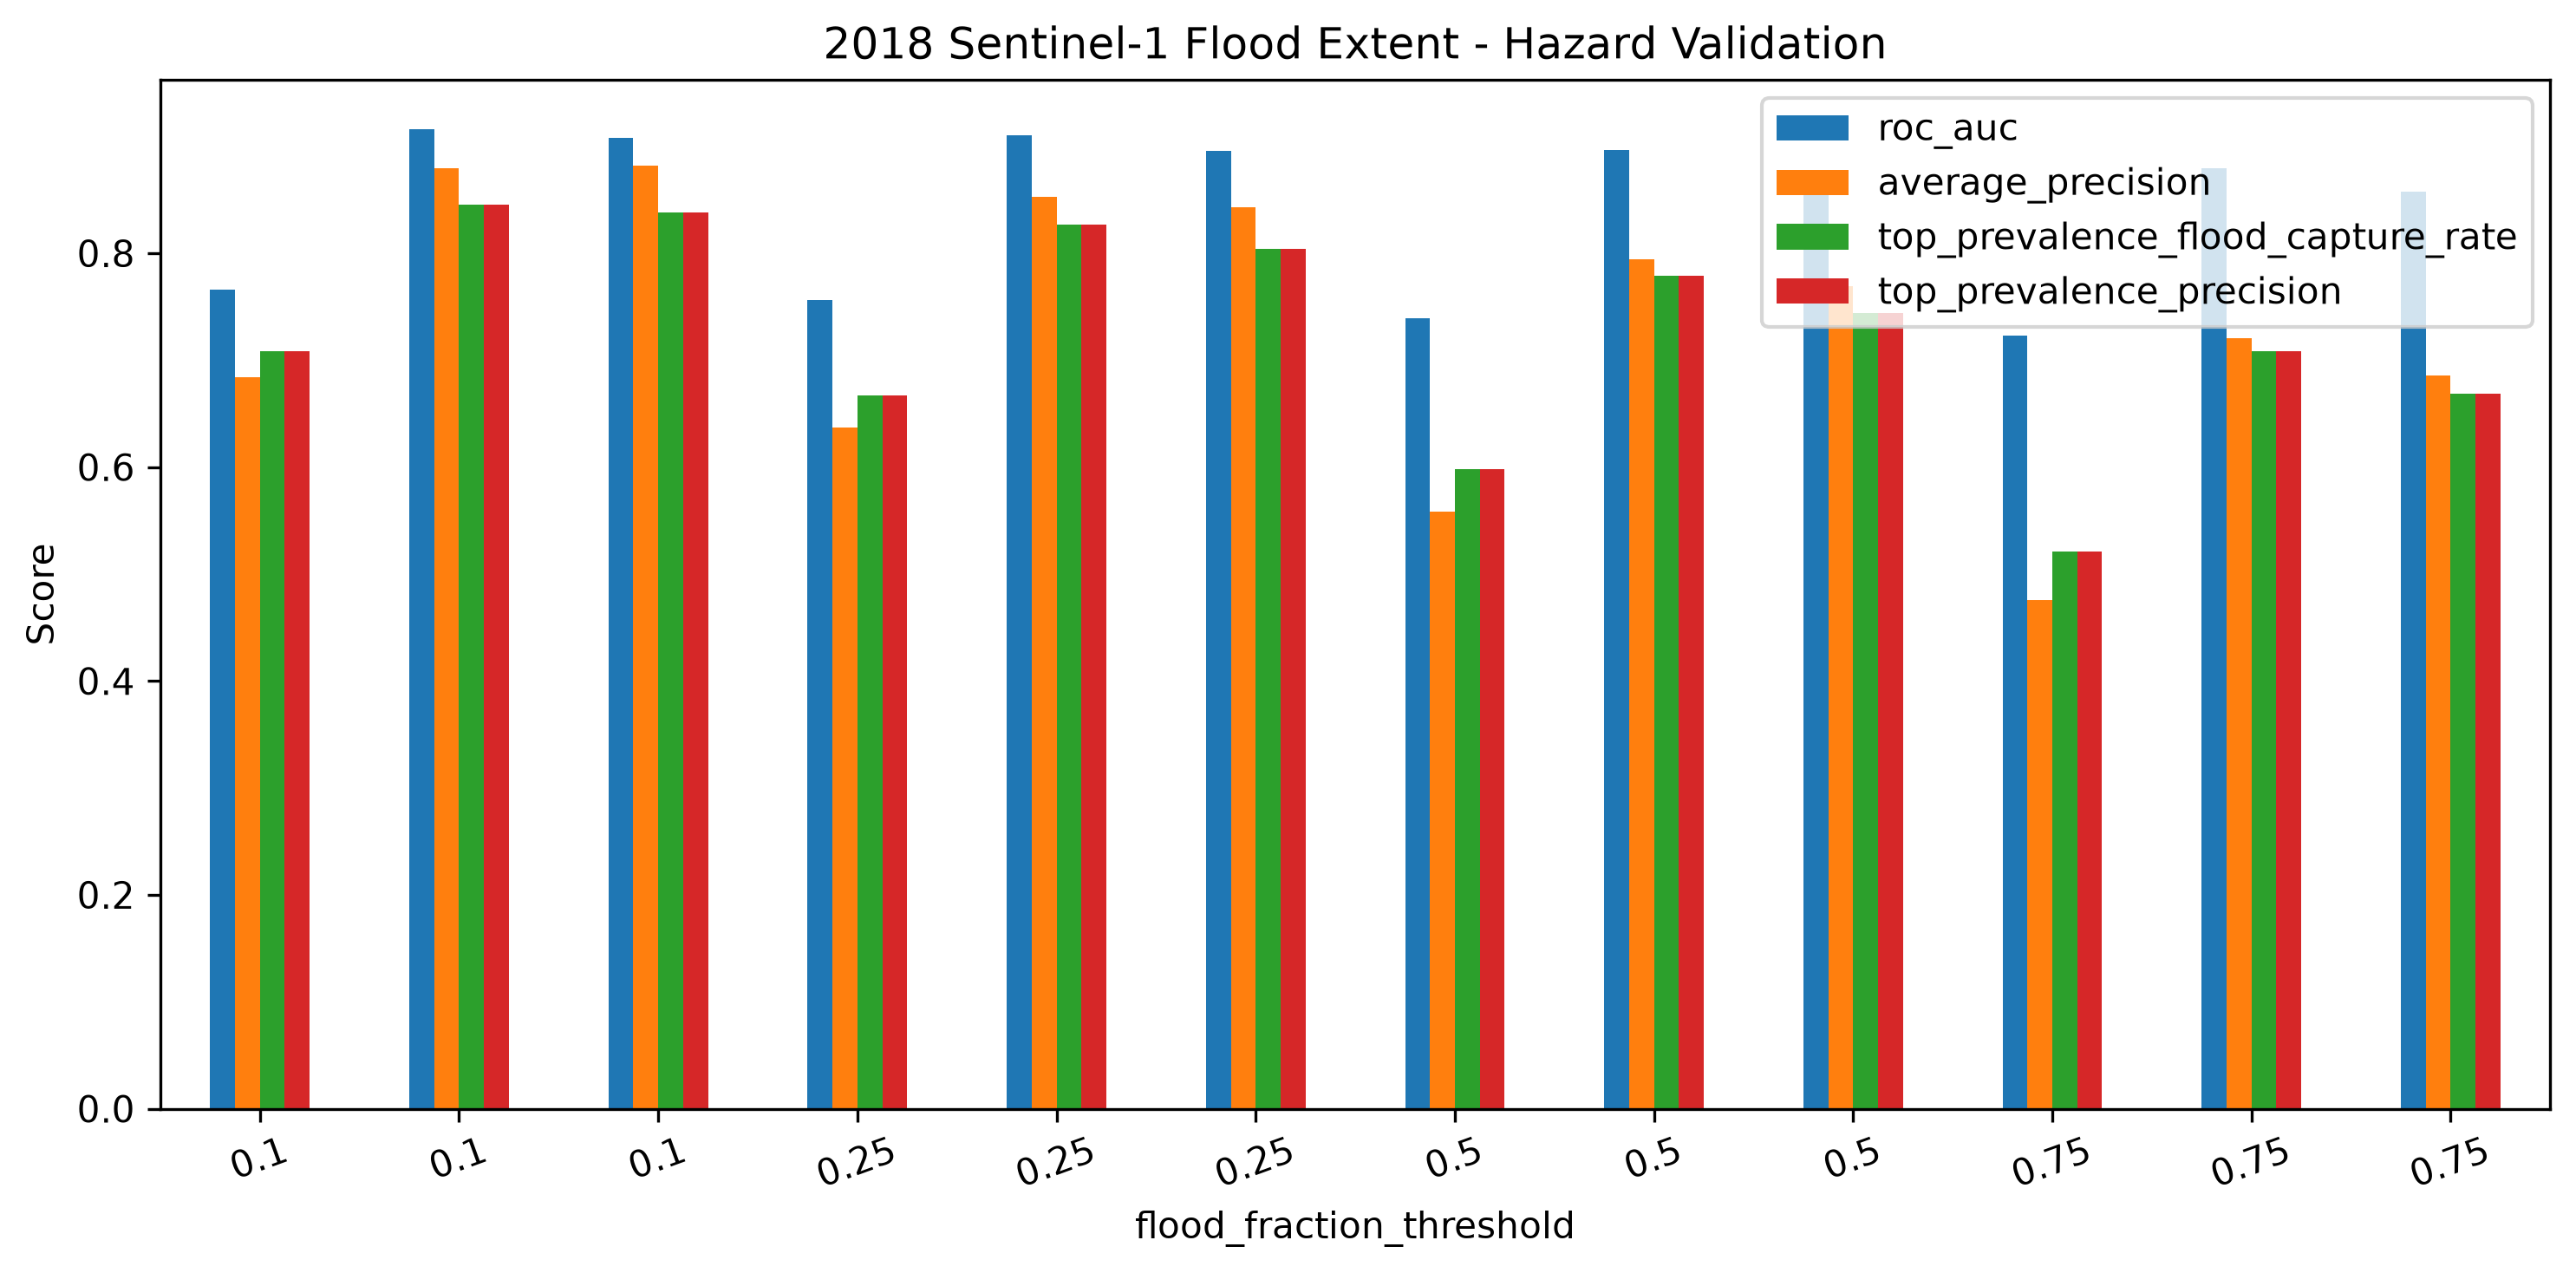 2018 Sentinel-1 Flood Extent - Hazard Validation
roc_auc
average_precision
top_prevalence_flood_capture_rate
top_prevalence_precision
0.8
0.6
0.4
0.2
0.0
Score
0.1 0.1 0.1 0.25 0.25 0.25 0.5 0.5 0.5 0.75 0.75 0.75
flood_fraction_threshold